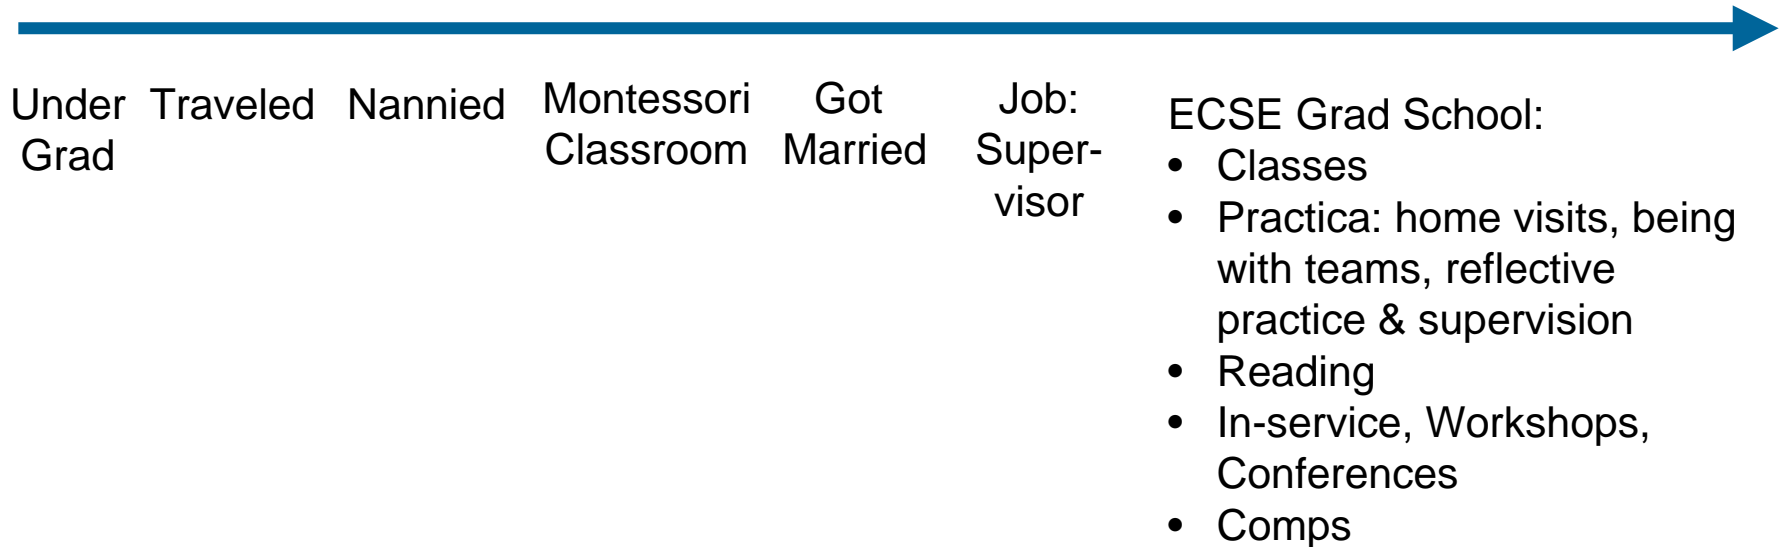 Under
Grad
Traveled
Nannied
Montessori
Classroom
Got
Married
Job:
Super-
visor
ECSE Grad School:
• Classes
• Practica: home visits, being
with teams, reflective
practice & supervision
• Reading
• In-service, Workshops,
Conferences
• Comps